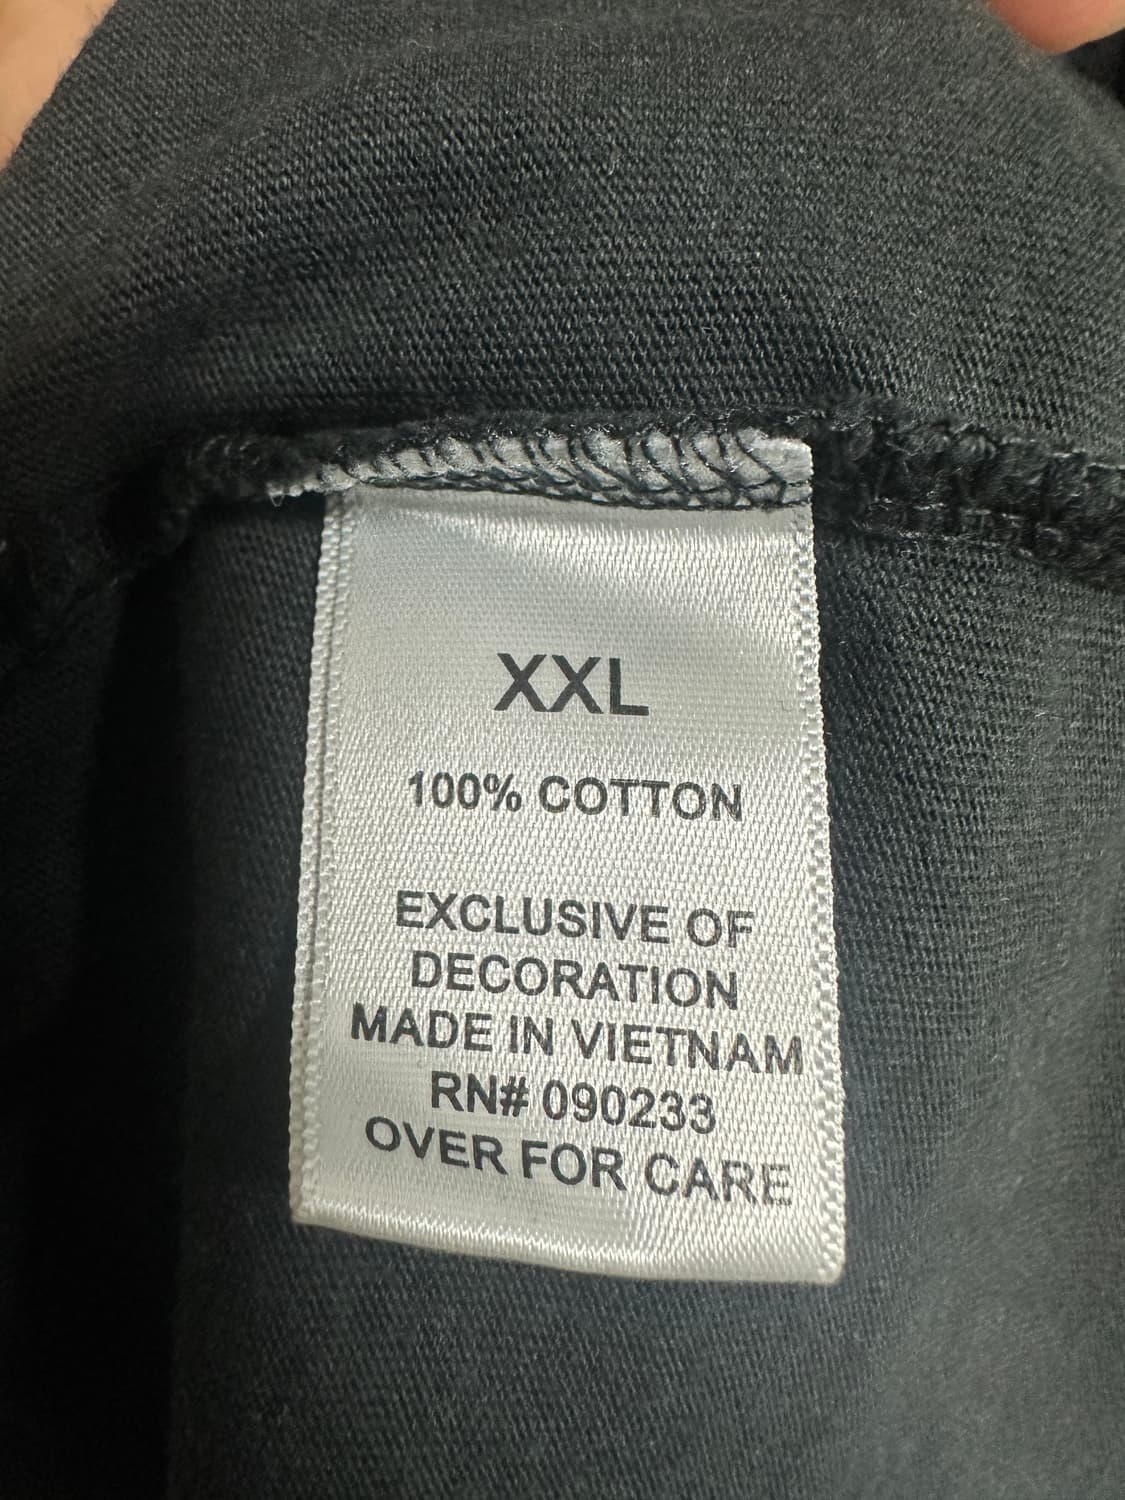 XXL
100% COTTON
EXCLUSIVE OF
DECORATION
MADE IN VIETNAM
RN# 090233
OVER FOR CARE